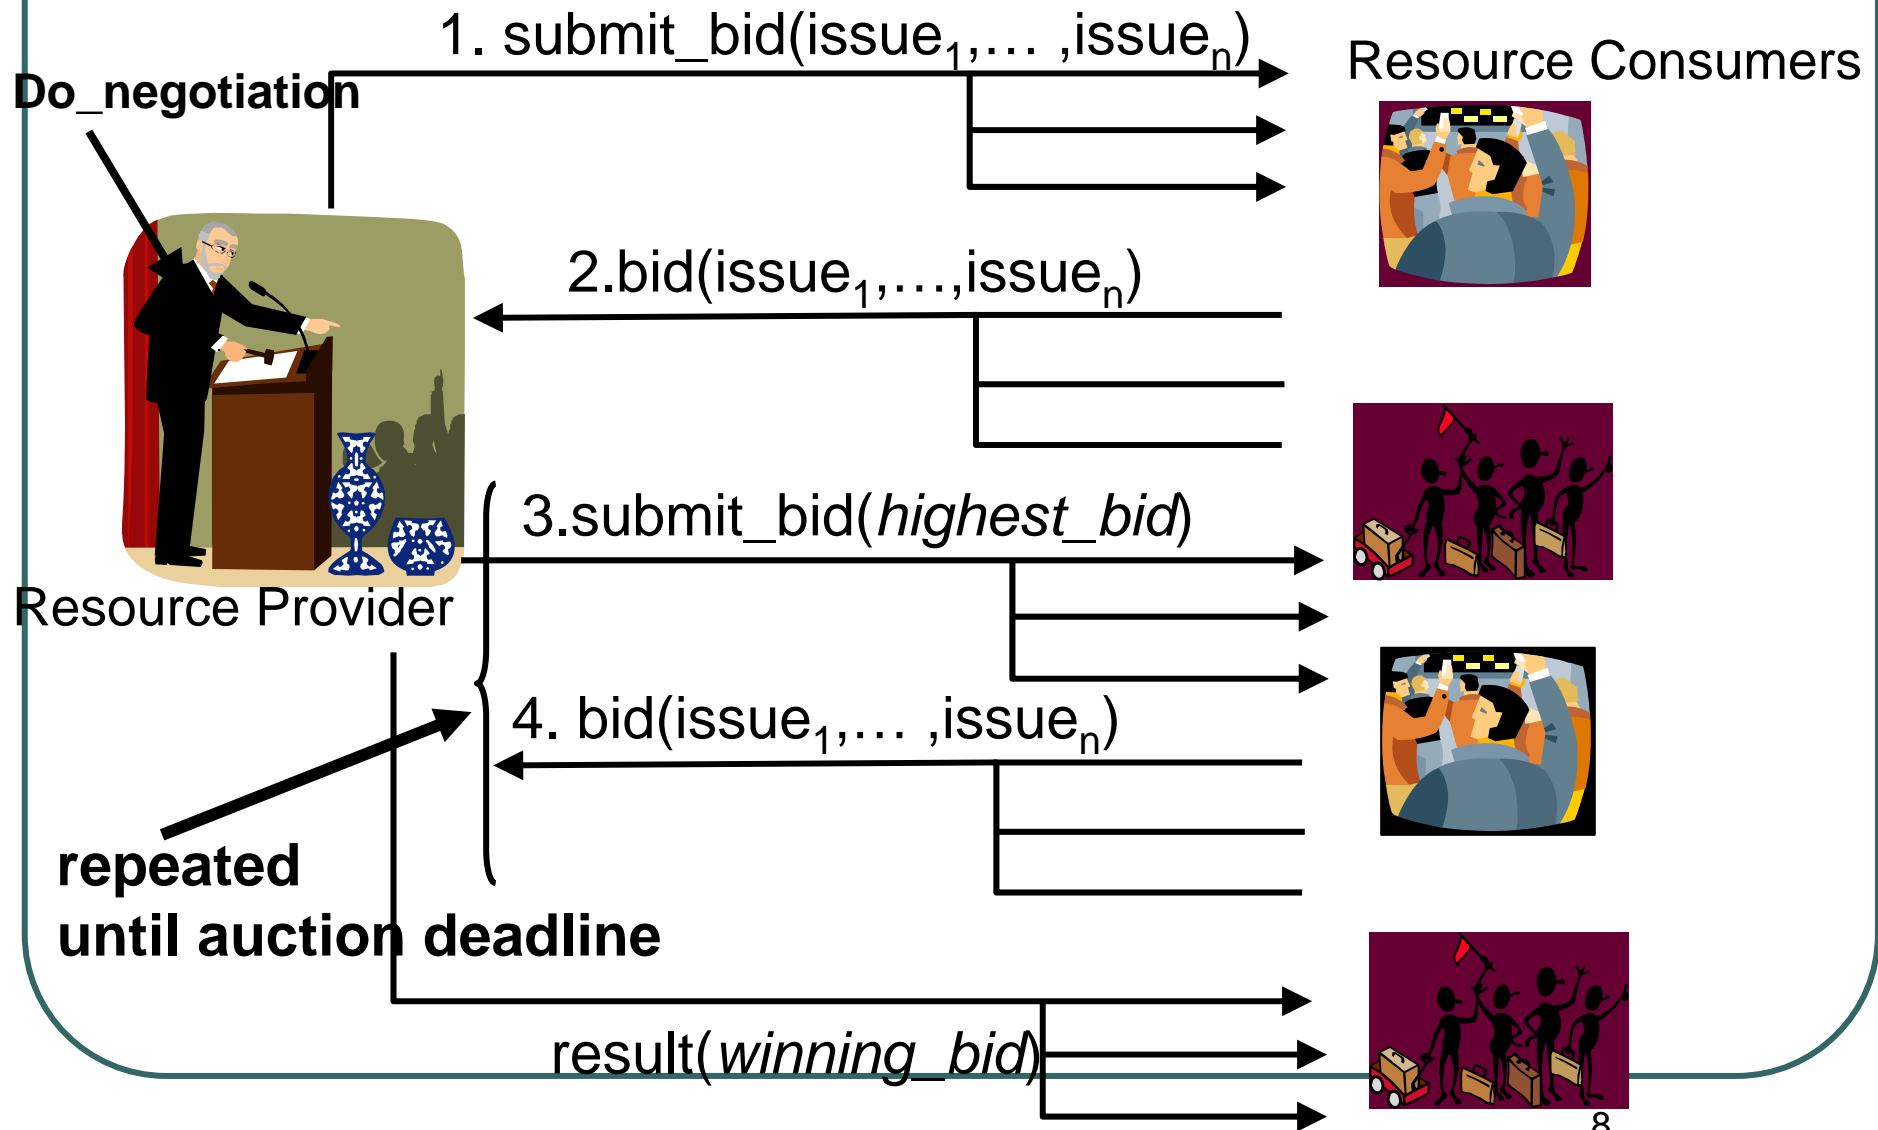 1. submit_bid(issue1,… ,issuen)
Resource Consumers
Do_negotiation
2.bid(issue1,…,issuen)
3.submit_bid(highest_bid)
Resource Provider
4. bid(issue1,… ,issuen)
repeated
until auction deadline
result(winning_bid)
8